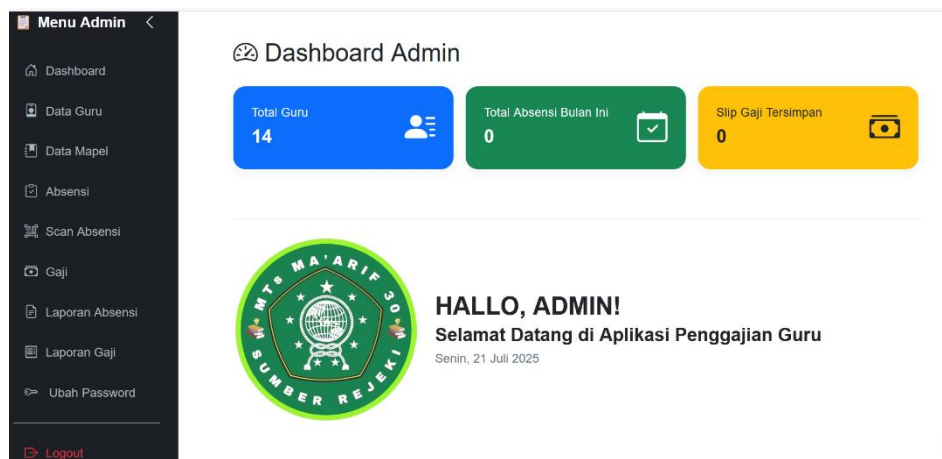 Menu Admin
Dashboard
Data Guru
Data Mapel
Absensi
Scan Absensi
Gaji
Laporan Absensi
Laporan Gaji
Ubah Password
Logout
Dashboard Admin
Total Guru
14
Total Absensi Bulan Ini
0
Slip Gaji Tersimpan
0
MTs MA'ARIF 30
SUMBER REJEKI
HALLO, ADMIN!
Selamat Datang di Aplikasi Penggajian Guru
Senin, 21 Juli 2025